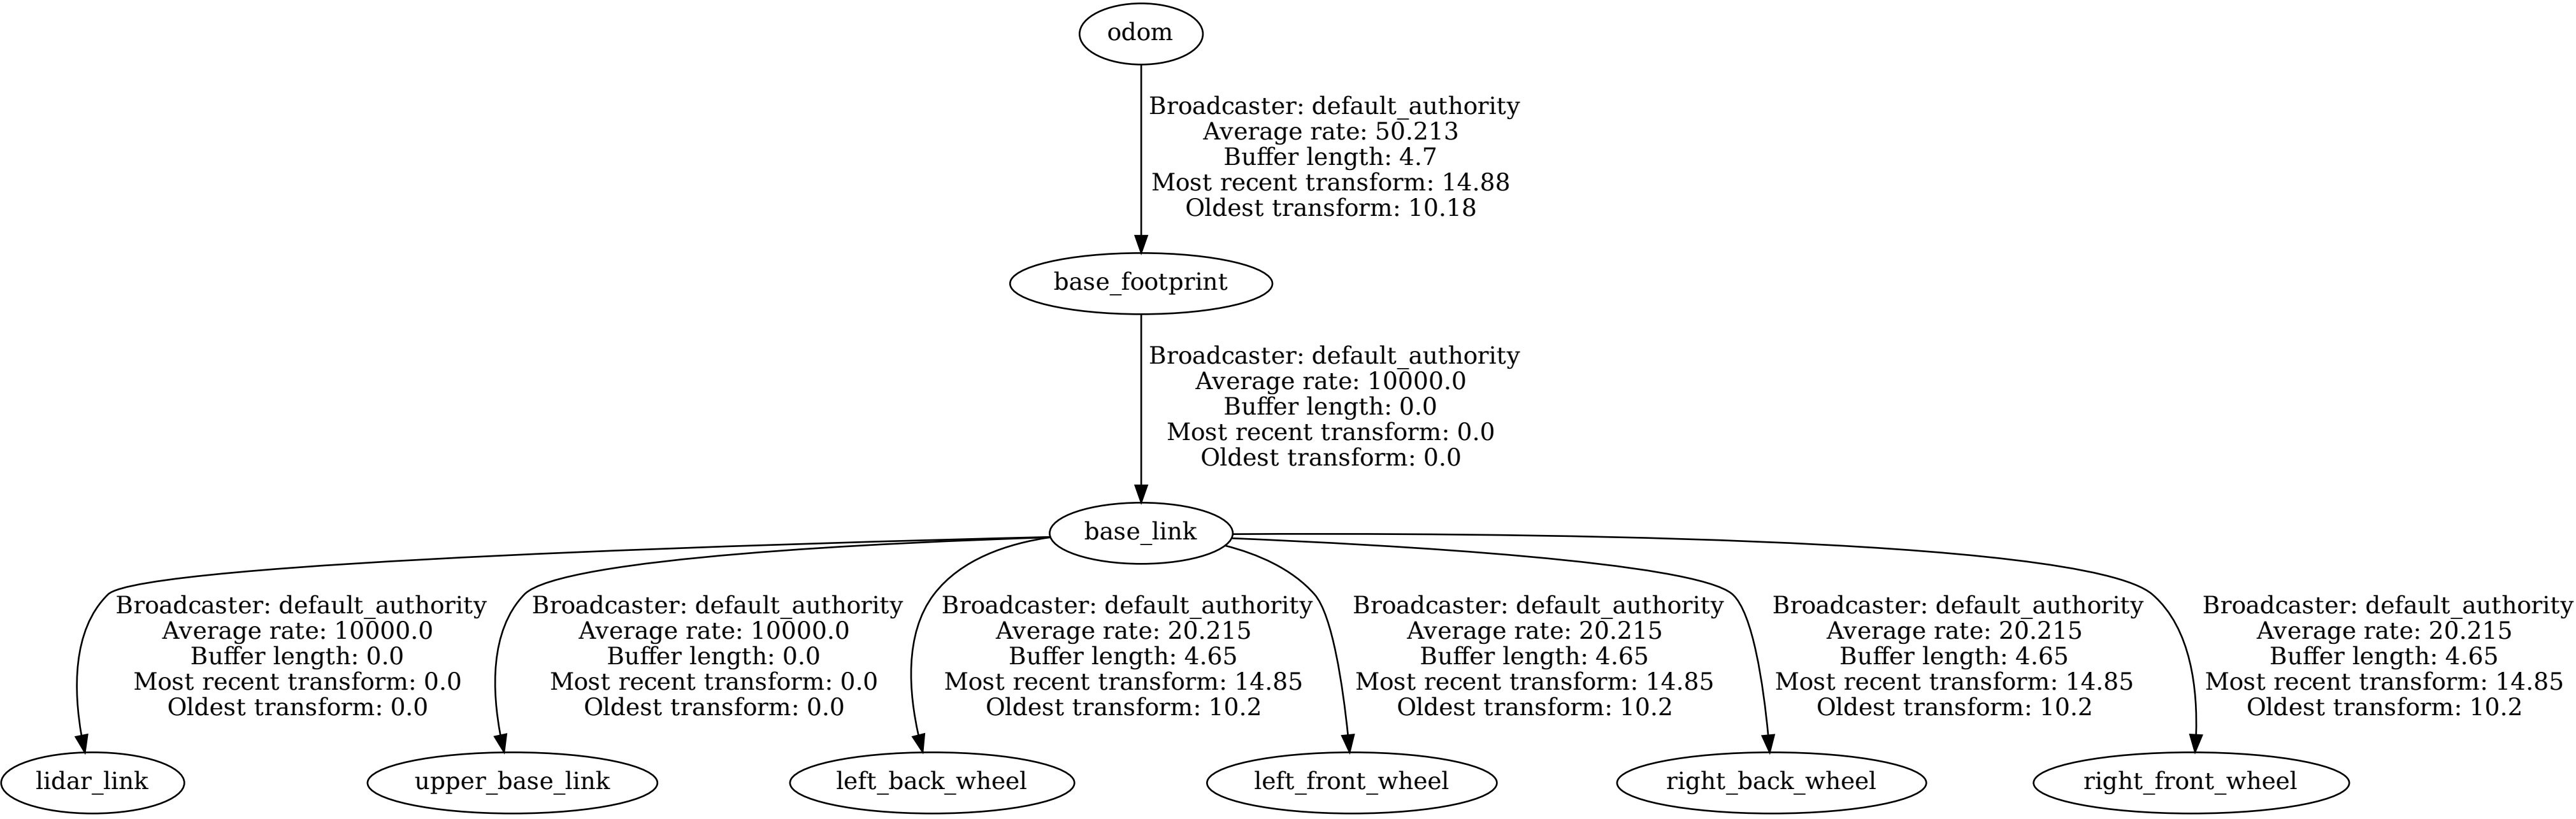 odom
Broadcaster: default_authority
Average rate: 50.213
Buffer length: 4.7
Most recent transform: 14.88
Oldest transform: 10.18
base_footprint
Broadcaster: default_authority
Average rate: 10000.0
Buffer length: 0.0
Most recent transform: 0.0
Oldest transform: 0.0
base_link
Broadcaster: default_authority
Average rate: 10000.0
Buffer length: 0.0
Most recent transform: 0.0
Oldest transform: 0.0
Broadcaster: default_authority
Average rate: 10000.0
Buffer length: 0.0
Most recent transform: 0.0
Oldest transform: 0.0
Broadcaster: default_authority
Average rate: 20.215
Buffer length: 4.65
Most recent transform: 14.85
Oldest transform: 10.2
Broadcaster: default_authority
Average rate: 20.215
Buffer length: 4.65
Most recent transform: 14.85
Oldest transform: 10.2
Broadcaster: default_authority
Average rate: 20.215
Buffer length: 4.65
Most recent transform: 14.85
Oldest transform: 10.2
Broadcaster: default_authority
Average rate: 20.215
Buffer length: 4.65
Most recent transform: 14.85
Oldest transform: 10.2
lidar_link
upper_base_link
left_back_wheel
left_front_wheel
right_back_wheel
right_front_wheel